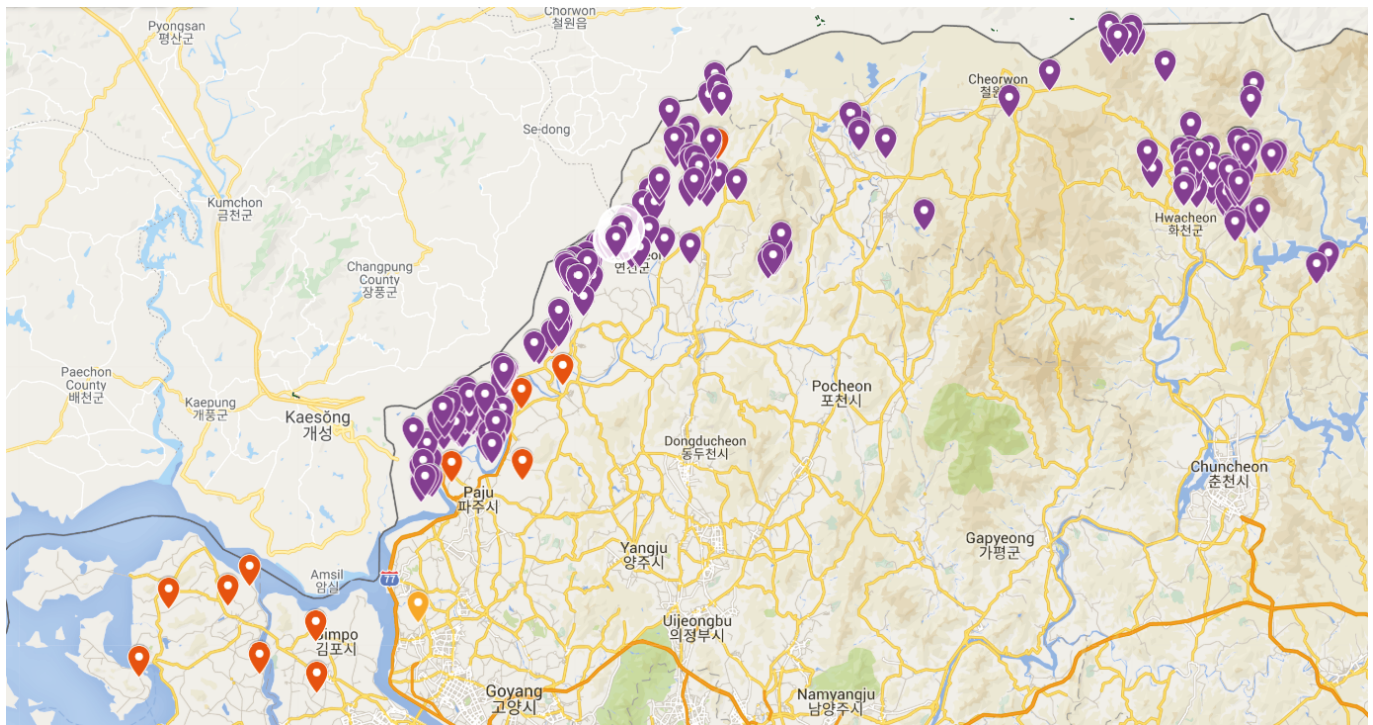 Chorwon
철원읍
Pyongsan
평산군
Cheorwon
Se-dong
Kumchon
금천군
Hwacheon
화천군
연천군
Changpung
County
장풍군
Paechon
County
배천군
Kaepung
개풍군
Kaesŏng
개성
Pocheon
포천시
Dongducheon
동두천시
Chuncheon
춘천시
Paju
파주시
Gapyeong
가평군
Yangju
양주시
Amsil
암실
77
Uijeongbu
의정부시
김포시
Goyang
고양시
Namyangju
남양주시